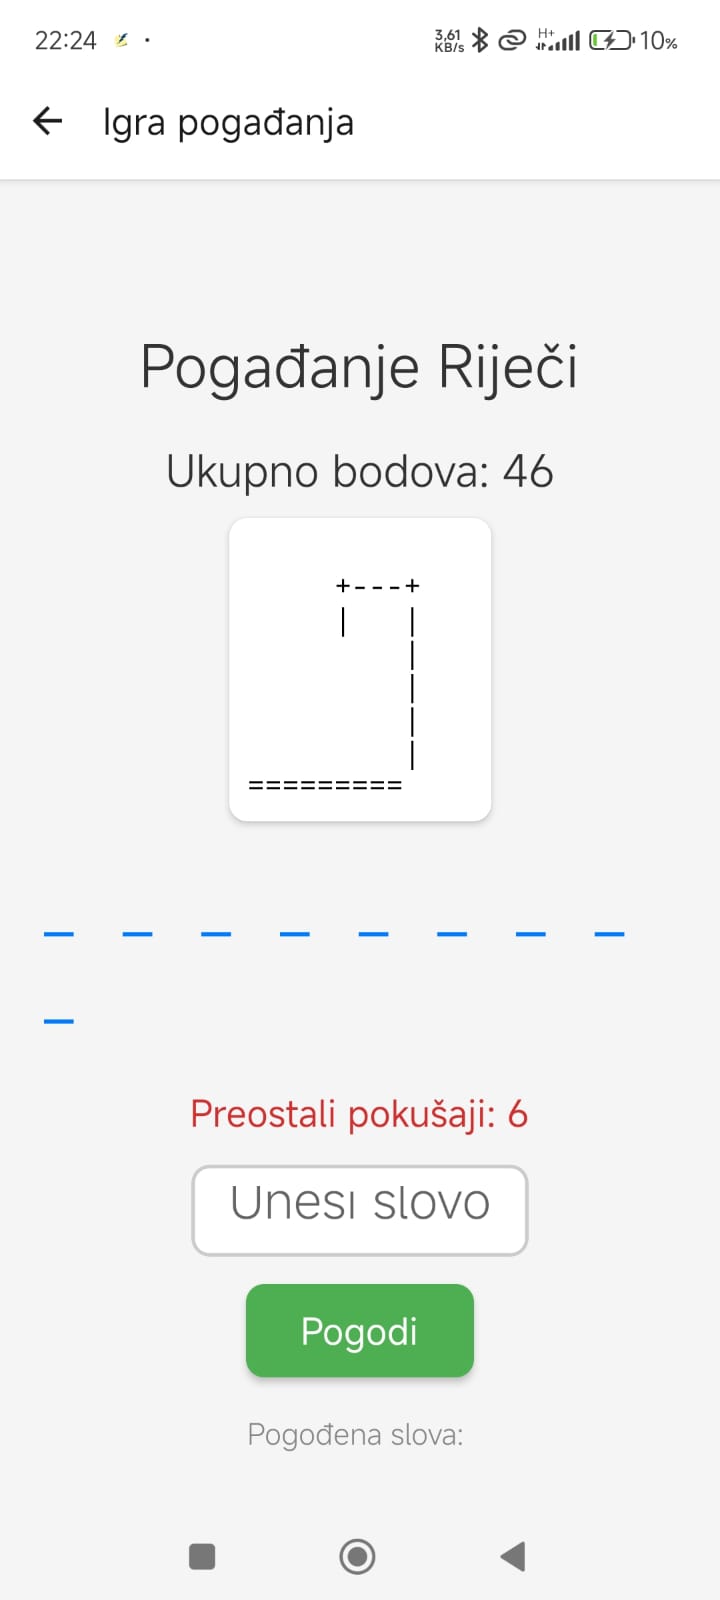 22:24
3,61 KB/s H+ 10%
Igra pogađanja
Pogađanje Riječi
Ukupno bodova: 46
+---+
|   |
|
|
|
|
=========
_ _ _ _ _ _ _ _
_
Preostali pokušaji: 6
Unesi slovo
Pogodi
Pogođena slova: